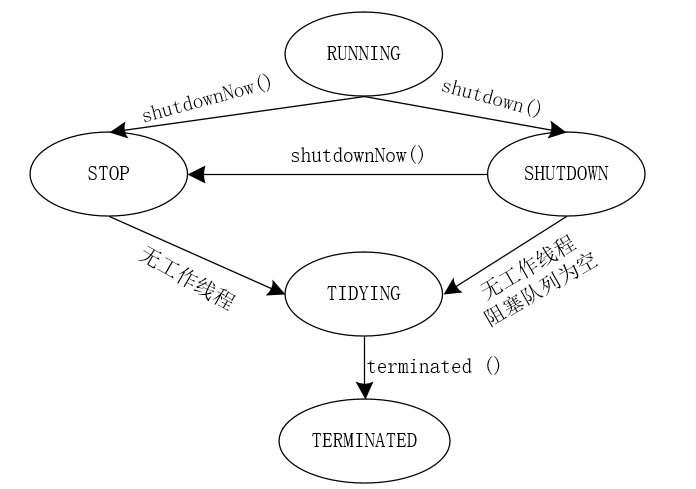 RUNNING
shutdownNow()
shutdown()
STOP
shutdownNow()
SHUTDOWN
无工作线程
无工作线程
阻塞队列为空
TIDYING
terminated ()
TERMINATED